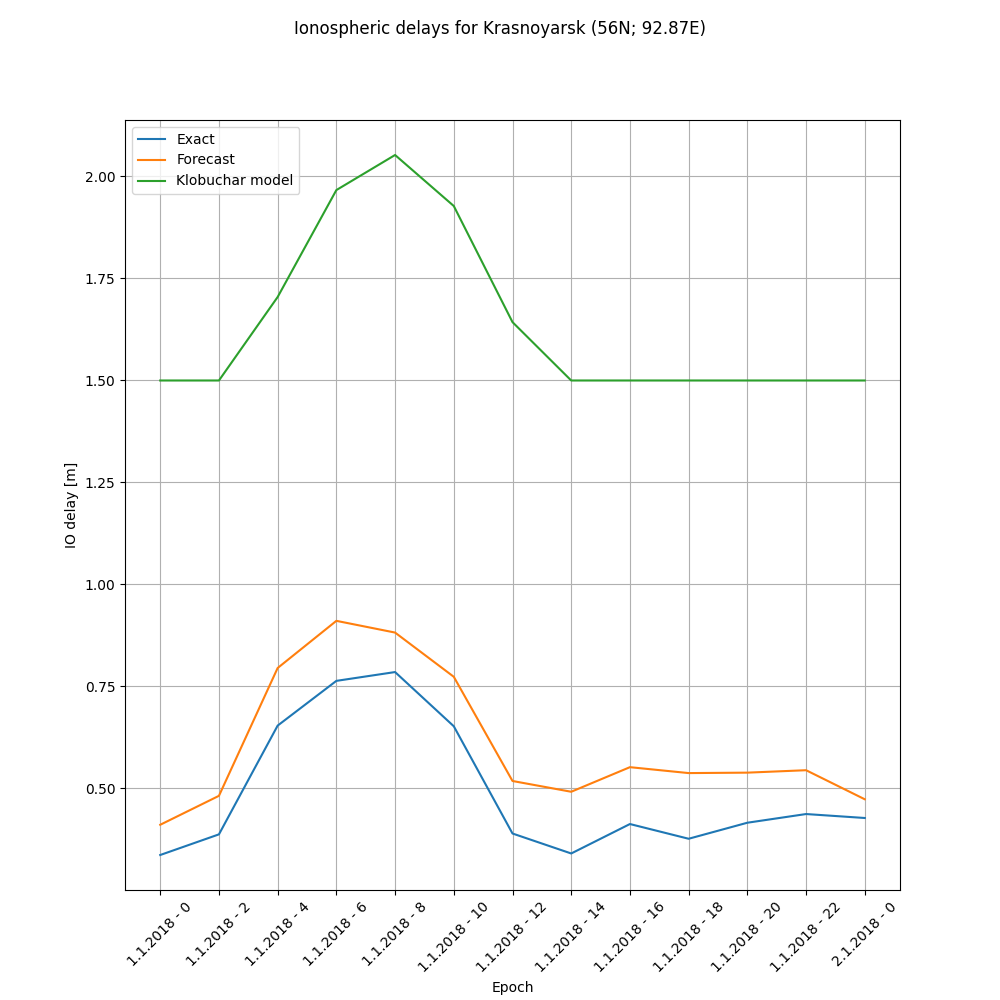 Ionospheric delays for Krasnoyarsk (56N; 92.87E)
Exact
Forecast
Klobuchar model
2.00
1.75
1.50
1.25
1.00
0.75
0.50
IO delay [m]
1.1.2018 - 0
1.1.2018 - 2
1.1.2018 - 4
1.1.2018 - 6
1.1.2018 - 8
1.1.2018 - 10
1.1.2018 - 12
1.1.2018 - 14
1.1.2018 - 16
1.1.2018 - 18
1.1.2018 - 20
1.1.2018 - 22
2.1.2018 - 0
Epoch